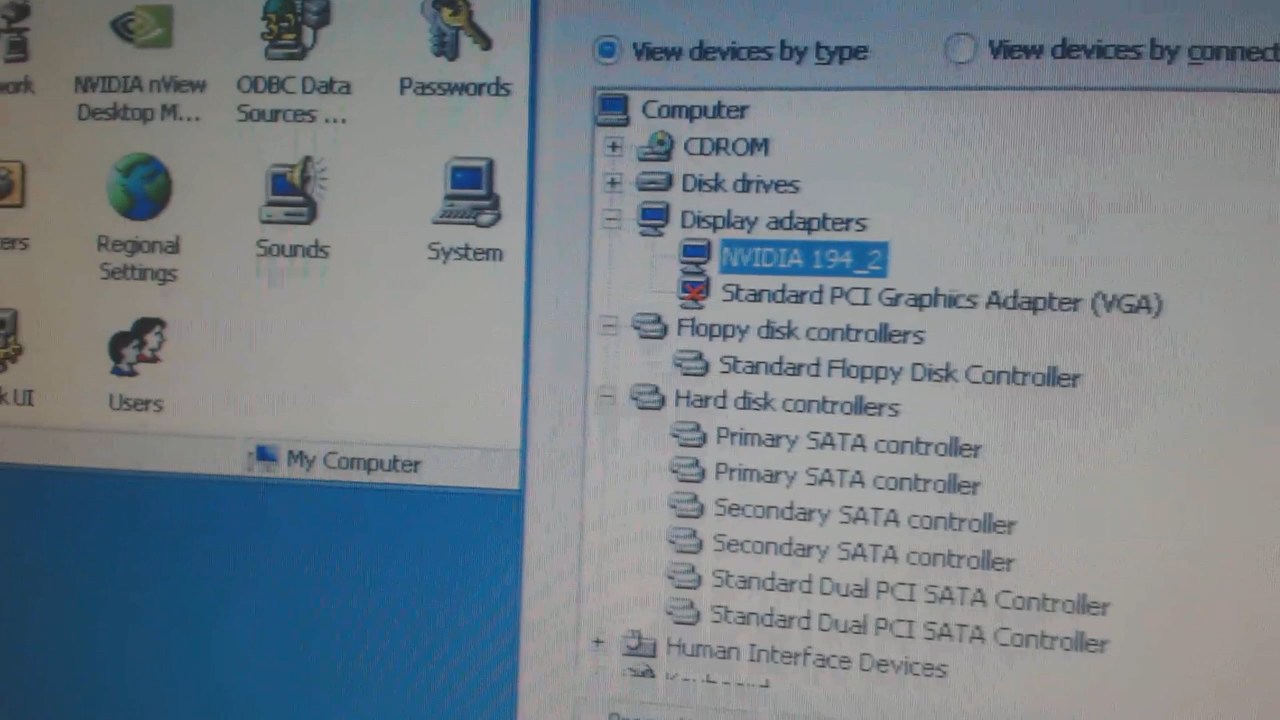 NVIDIA nView
Desktop M...
ODBC Data
Sources ...
Passwords
Regional
Settings
Sounds
System
Users
My Computer
View devices by type
View devices by
Computer
CDROM
Disk drives
Display adapters
NVIDIA 194_2
Standard PCI Graphics Adapter (VGA)
Floppy disk controllers
Standard Floppy Disk Controller
Hard disk controllers
Primary SATA controller
Primary SATA controller
Secondary SATA controller
Secondary SATA controller
Standard Dual PCI SATA Controller
Standard Dual PCI SATA Controller
Human Interface Devices